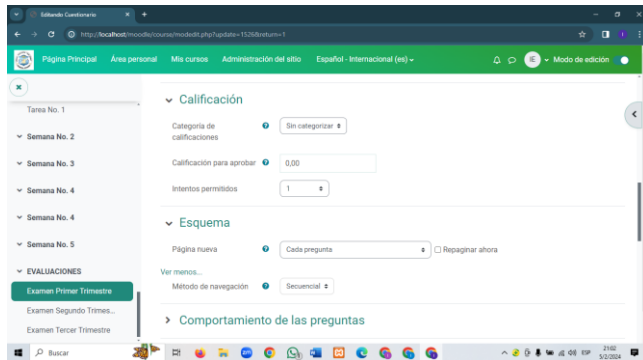 Editando Cuestionario
http://localhost/moodle/course/modedit.php?update=1526&return=1
Página Principal Área personal Mis cursos Administración del sitio Español - Internacional (es) IE Modo de edición
Tarea No. 1
Semana No. 2
Semana No. 3
Semana No. 4
Semana No. 4
Semana No. 5
EVALUACIONES
Examen Primer Trimestre
Examen Segundo Trimes...
Examen Tercer Trimestre
Calificación
Categoría de calificaciones Sin categorizar
Calificación para aprobar 0,00
Intentos permitidos 1
Esquema
Página nueva Cada pregunta Repaginar ahora
Ver menos...
Método de navegación Secuencial
Comportamiento de las preguntas
Buscar
ESP
21:02
5/2/2024